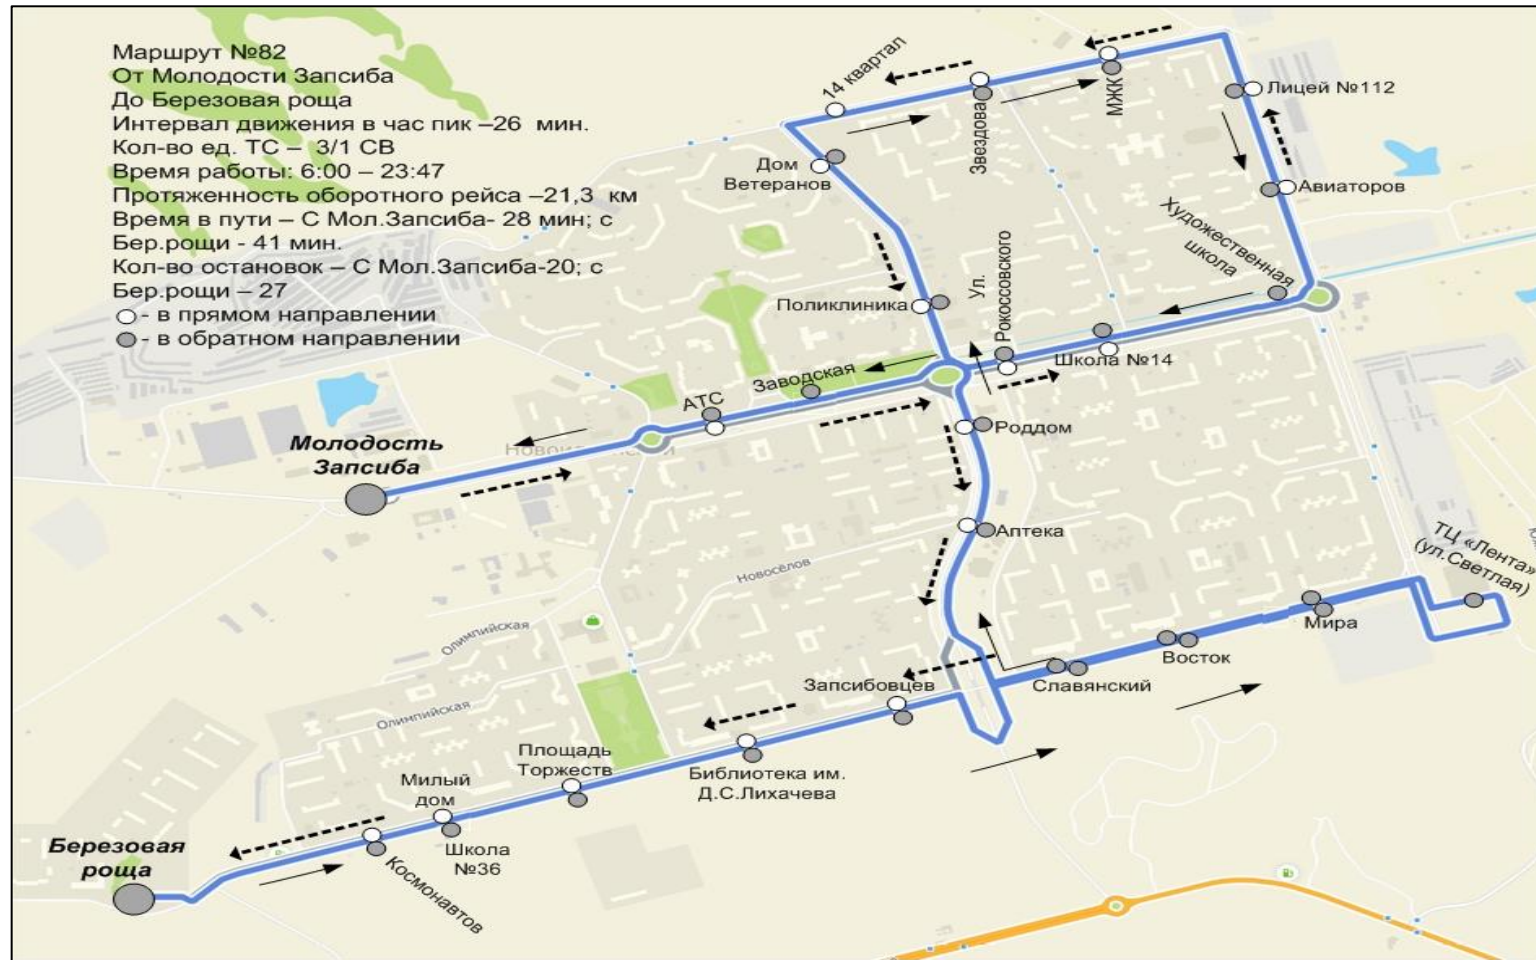 Маршрут №82
От Молодости Запсиба
До Березовая роща
Интервал движения в час пик –26 мин.
Кол-во ед. ТС – 3/1 СВ
Время работы: 6:00 – 23:47
Протяженность оборотного рейса –21,3 км
Время в пути – С Мол.Запсиба- 28 мин; с
Бер.рощи - 41 мин.
Кол-во остановок – С Мол.Запсиба-20; с
Бер.рощи – 27
- в прямом направлении
- в обратном направлении
14 квартал
Звездова
МЖК
Лицей №112
Дом
Ветеранов
Авиаторов
Художественная
школа
Поликлиника
Ул.
Рокоссовского
Школа №14
Заводская
АТС
Молодость
Запсиба
Роддом
Аптека
Новосёлов
ТЦ «Лента»
(ул.Светлая)
Олимпийская
Мира
Восток
Славянский
Запсибовцев
Олимпийская
Площадь
Торжеств
Библиотека им.
Д.С.Лихачева
Милый
дом
Школа
№36
Космонавтов
Березовая
роща